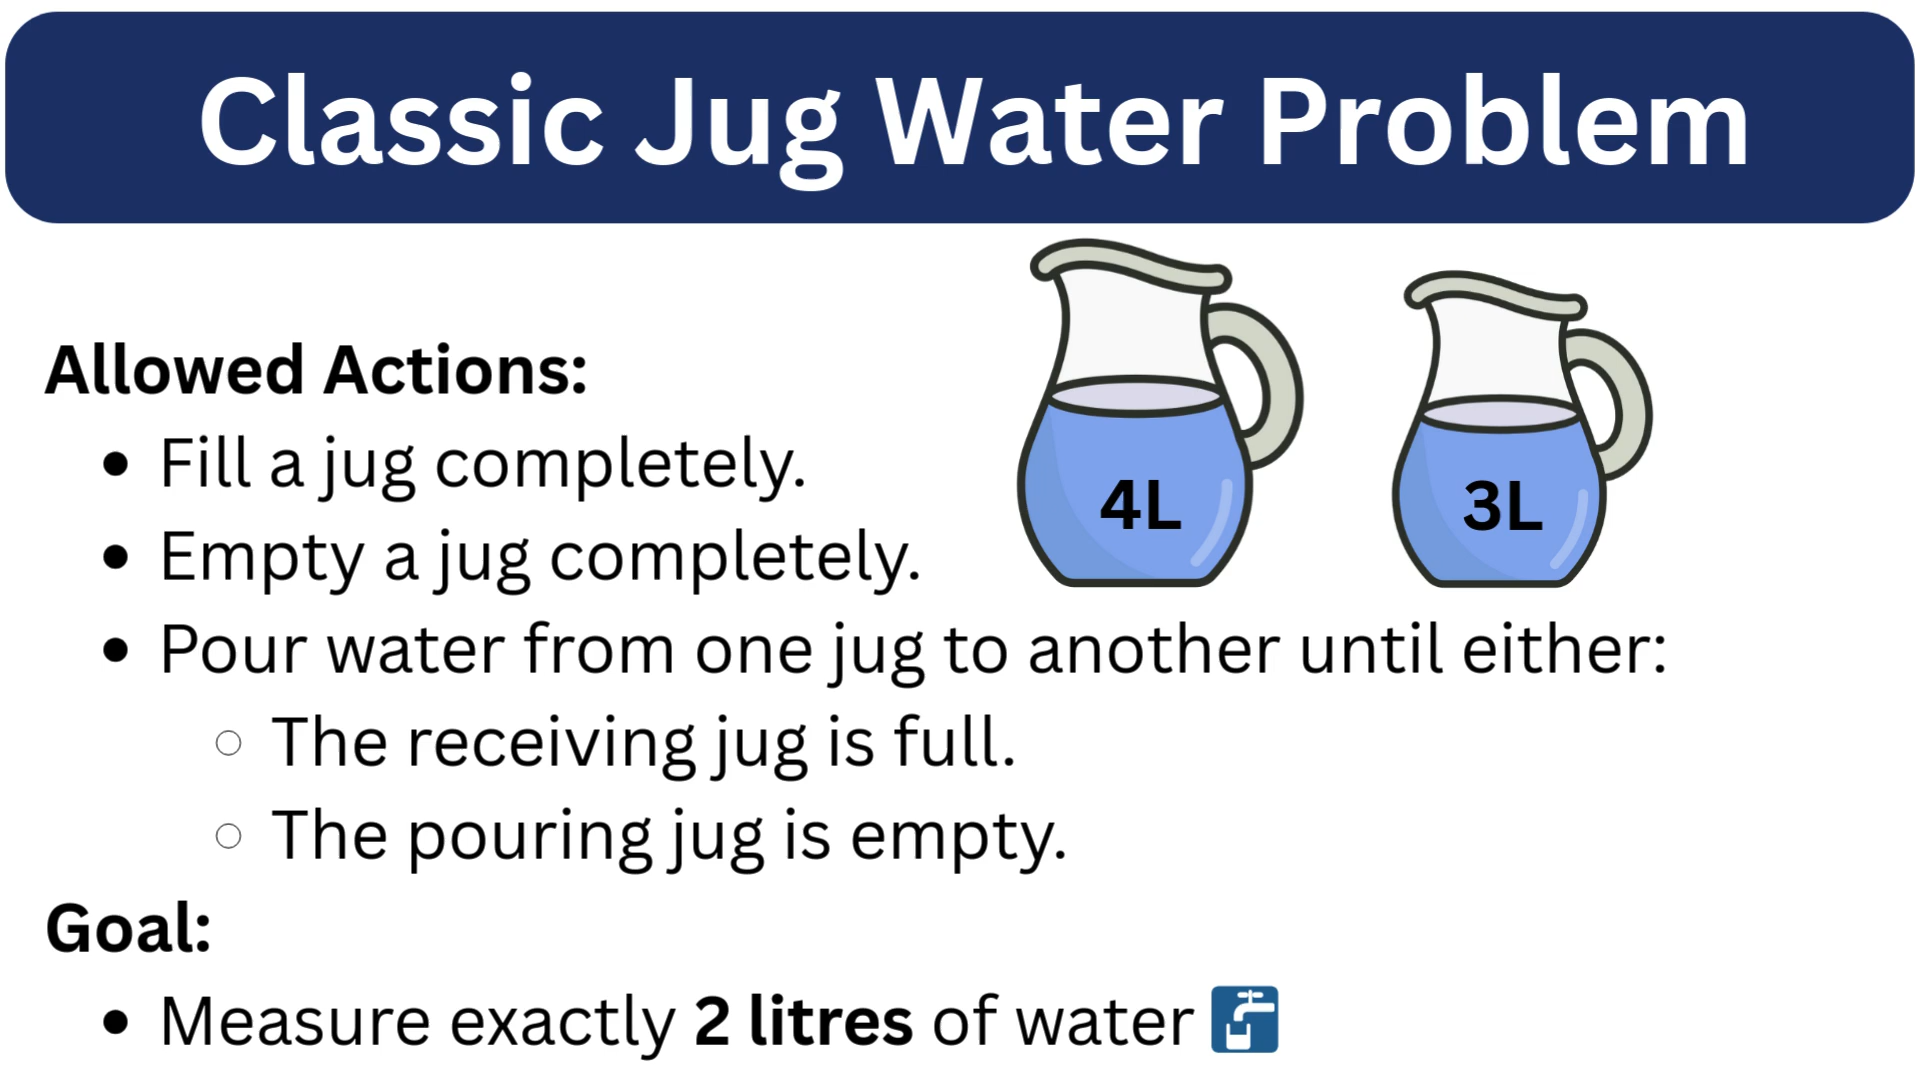 Classic Jug Water Problem
4L
3L
Allowed Actions:
Fill a jug completely.
Empty a jug completely.
Pour water from one jug to another until either:
The receiving jug is full.
The pouring jug is empty.
Goal:
Measure exactly 2 litres of water